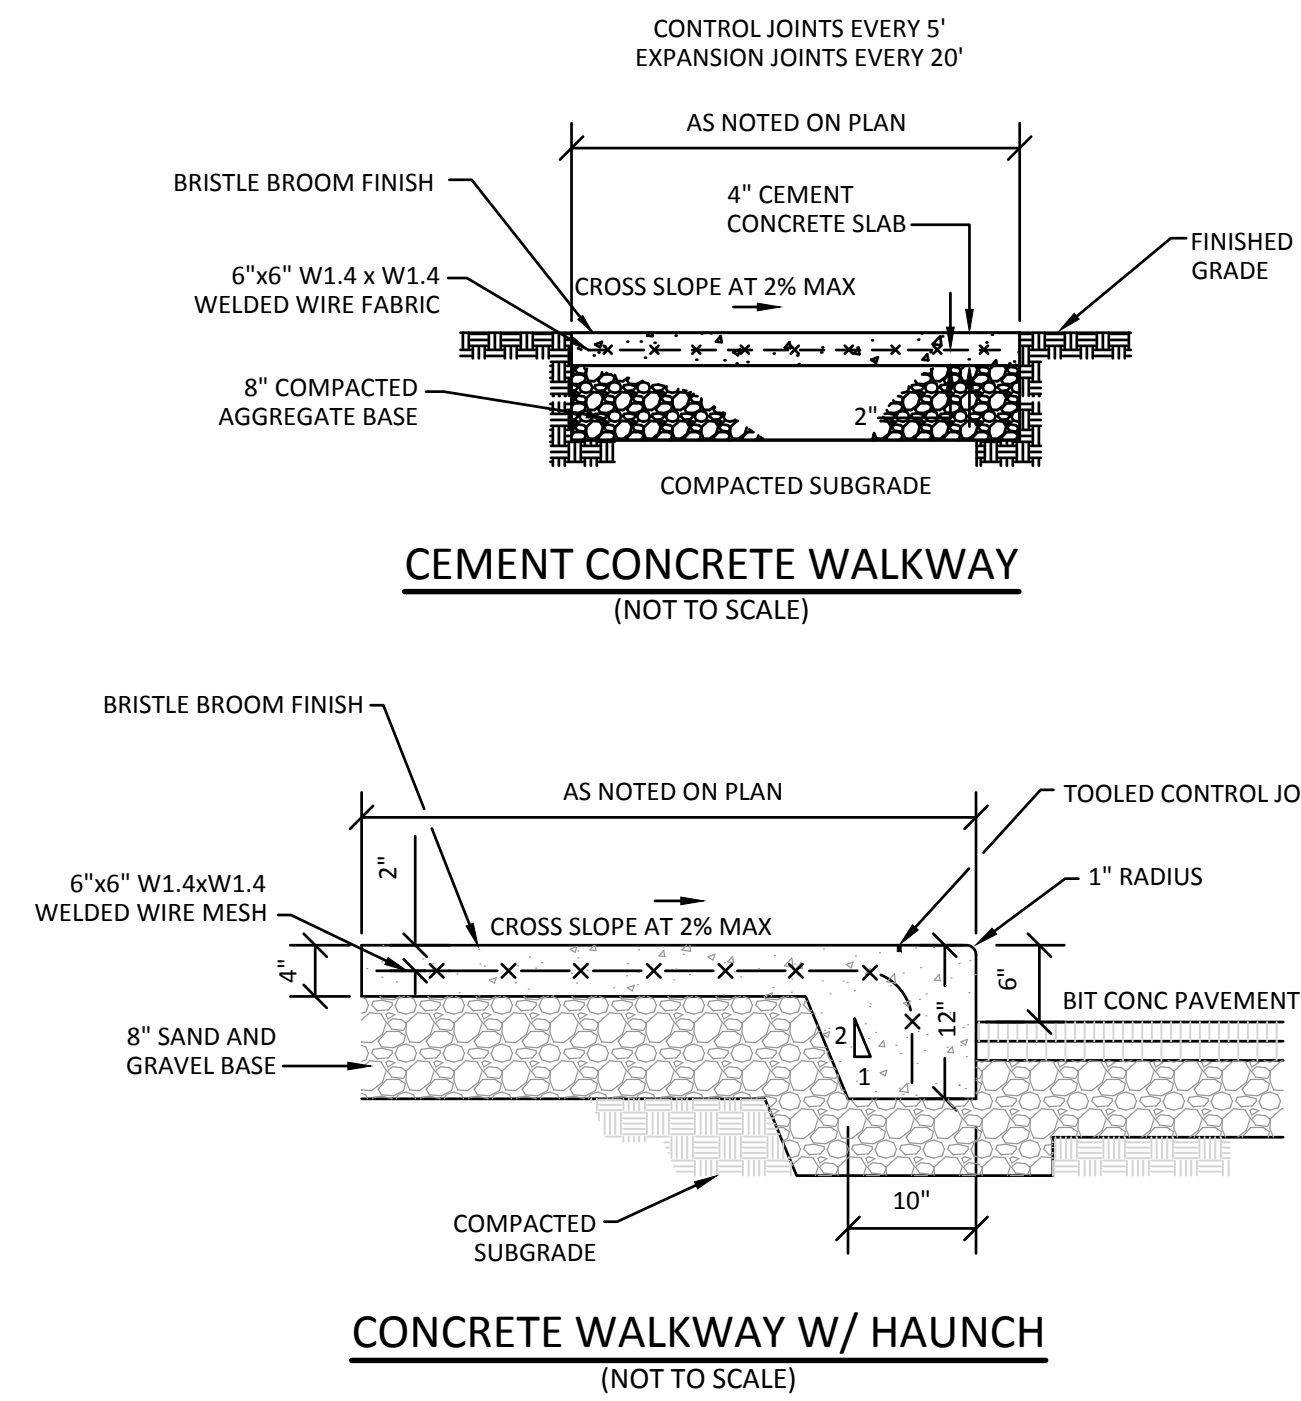 CONTROL JOINTS EVERY 5'
EXPANSION JOINTS EVERY 20'
AS NOTED ON PLAN
BRISTLE BROOM FINISH
4" CEMENT
CONCRETE SLAB
FINISHED
GRADE
6"x6" W1.4 x W1.4
WELDED WIRE FABRIC
CROSS SLOPE AT 2% MAX
8" COMPACTED
AGGREGATE BASE
2"
COMPACTED SUBGRADE
CEMENT CONCRETE WALKWAY
(NOT TO SCALE)
BRISTLE BROOM FINISH
AS NOTED ON PLAN
TOOLED CONTROL JO
2"
6"x6" W1.4xW1.4
WELDED WIRE MESH
1" RADIUS
CROSS SLOPE AT 2% MAX
4"
6"
BIT CONC PAVEMENT
12"
8" SAND AND
GRAVEL BASE
2
1
10"
COMPACTED
SUBGRADE
CONCRETE WALKWAY W/ HAUNCH
(NOT TO SCALE)